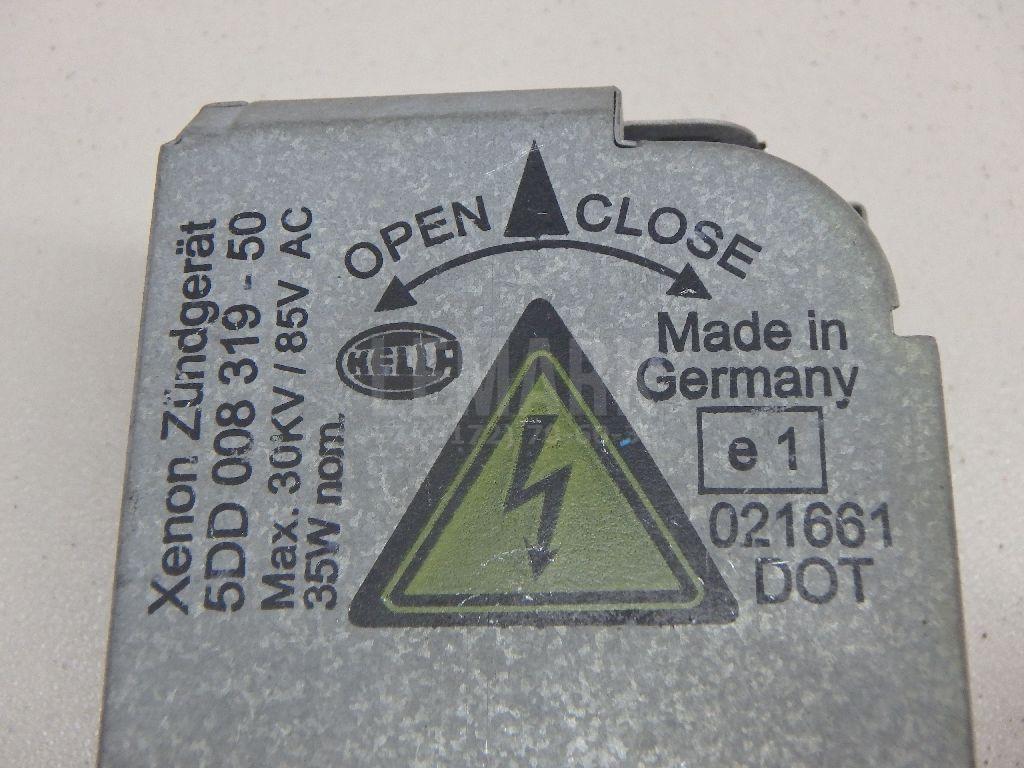 OPEN CLOSE
HELLA
Made in
Germany
e 1
021661
DOT
Xenon Zündgerät
5DD 008 319 - 50
Max. 30KV / 85V AC
35W nom.